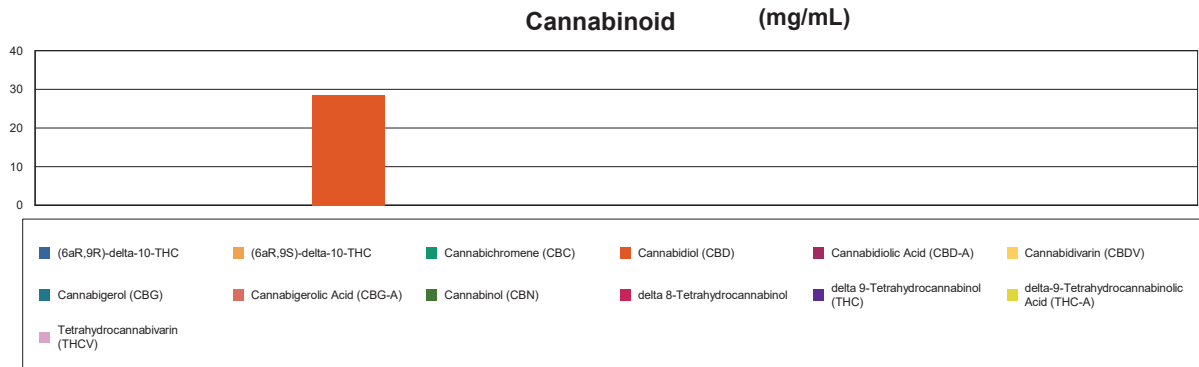 Cannabinoid (mg/mL)
40
30
20
10
0
(6aR,9R)-delta-10-THC
(6aR,9S)-delta-10-THC
Cannabichromene (CBC)
Cannabidiol (CBD)
Cannabidiolic Acid (CBD-A)
Cannabidivarin (CBDV)
Cannabigerol (CBG)
Cannabigerolic Acid (CBG-A)
Cannabinol (CBN)
delta 8-Tetrahydrocannabinol
delta 9-Tetrahydrocannabinol
(THC)
delta-9-Tetrahydrocannabinolic
Acid (THC-A)
Tetrahydrocannabivarin
(THCV)